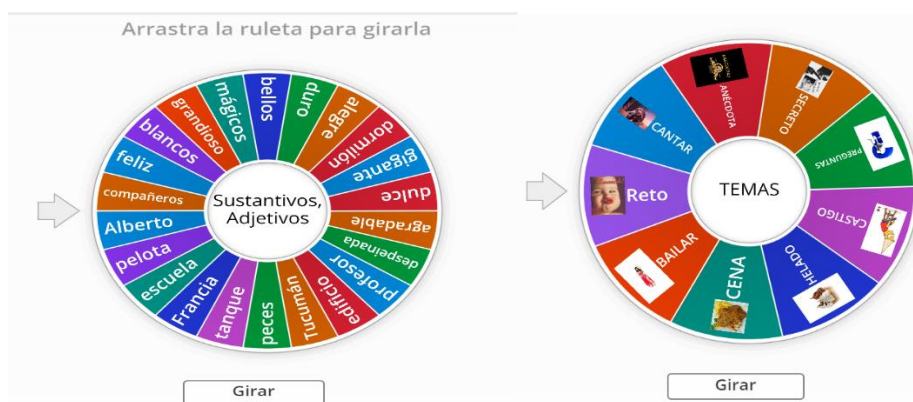 Arrastra la ruleta para girarla
bellos
duro
alegre
dormilón
gigante
dulce
agradable
despeinada
profesor
edificio
Tucumán
peces
tanque
Francia
escuela
pelota
Alberto
compañeros
feliz
blancos
grandioso
mágicos
Sustantivos,
Adjetivos
Girar
ANÉCDOTA
SECRETO
PREGUNTAS
CASTIGO
HELADO
CENA
BAILAR
Reto
CANTAR
TEMAS
Girar